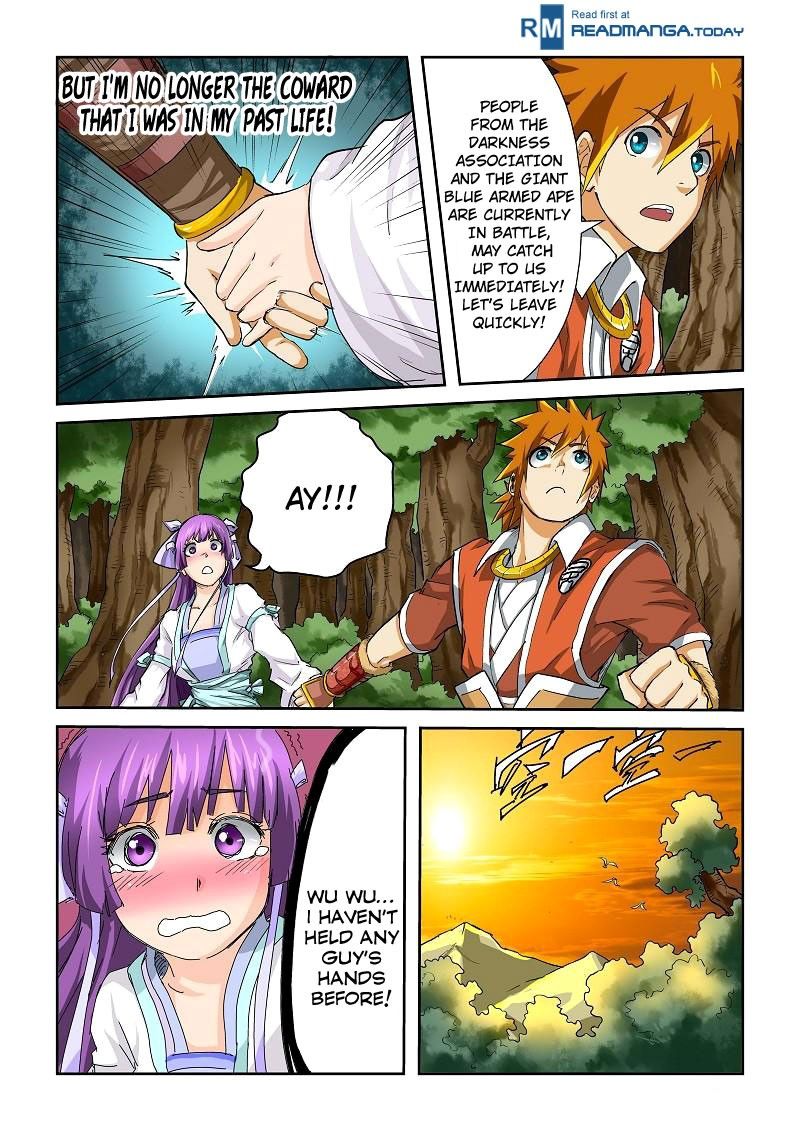 RM
Read first at
READMANGA.TODAY
BUT I'M NO LONGER THE COWARD
THAT I WAS IN MY PAST LIFE!
PEOPLE
FROM THE
DARKNESS
ASSOCIATION
AND THE GIANT
BLUE ARMED APE
ARE CURRENTLY
IN BATTLE,
MAY CATCH
UP TO US
IMMEDIATELY!
LET'S LEAVE
QUICKLY!
AY!!!
WU WU...
I HAVEN'T
HELD ANY
GUY'S
HANDS
BEFORE!